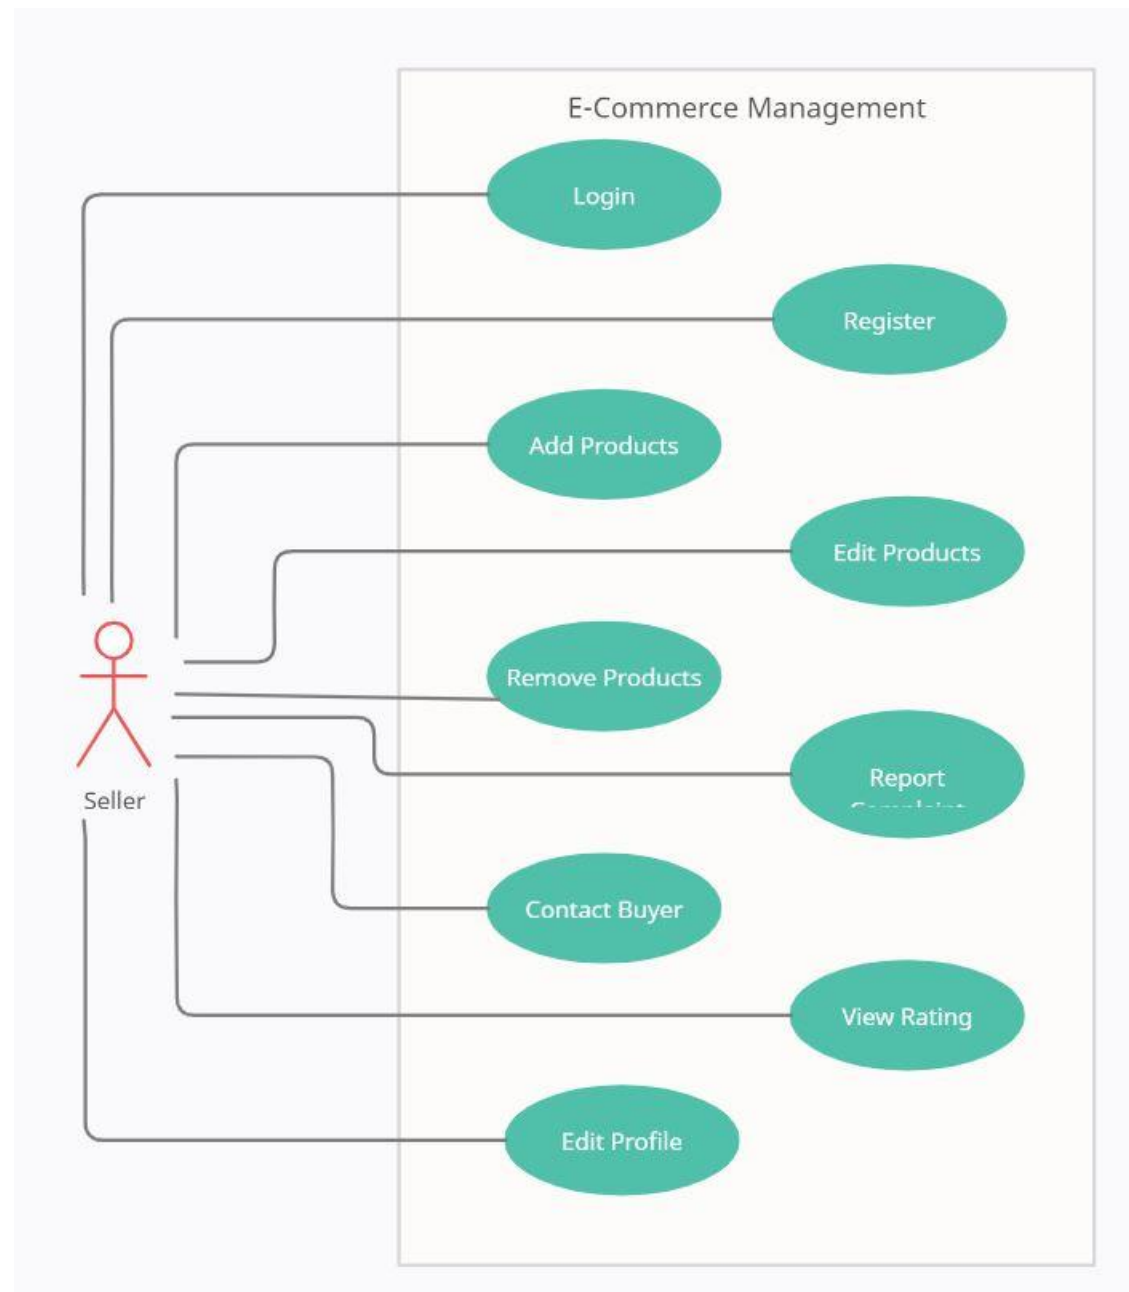 E-Commerce Management
Login
Register
Add Products
Edit Products
Remove Products
Report
Seller
Contact Buyer
View Rating
Edit Profile